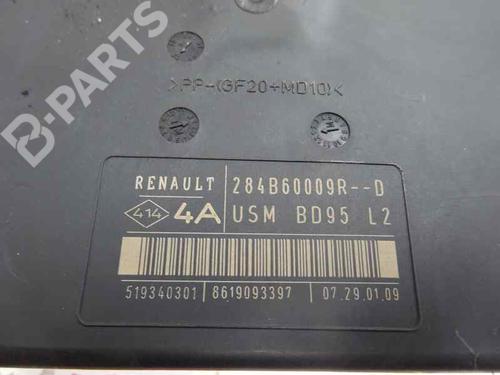 B-PARTS
>PP-(GF20+MD10)<
RENAULT 284B60009R--D
414 4A USM BD95 L2
519340301 8619093397 07.29.01.09